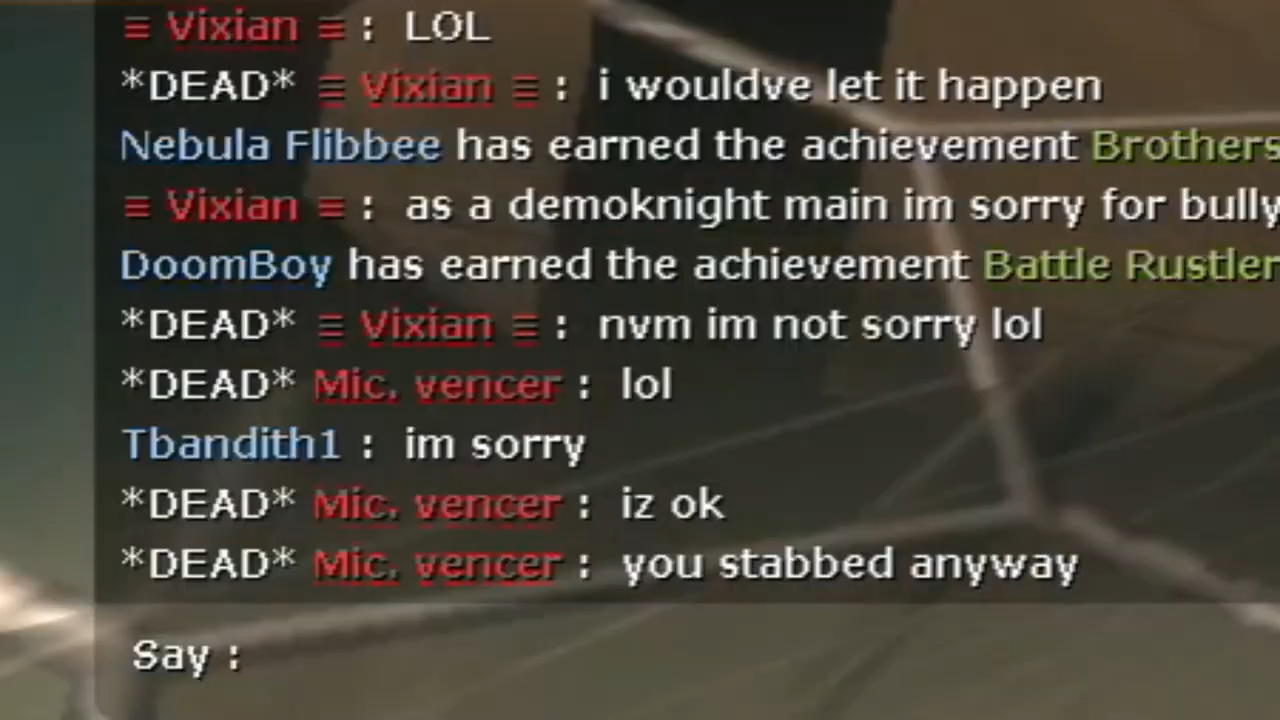 ≡ Vixian ≡ :  LOL
*DEAD* ≡ Vixian ≡ :  i wouldve let it happen
Nebula Flibbee has earned the achievement Brothers
≡ Vixian ≡ :  as a demoknight main im sorry for bully
DoomBoy has earned the achievement Battle Rustler
*DEAD* ≡ Vixian ≡ :  nvm im not sorry lol
*DEAD* Mic. vencer :  lol
Tbandith1 :  im sorry
*DEAD* Mic. vencer :  iz ok
*DEAD* Mic. vencer :  you stabbed anyway
Say :